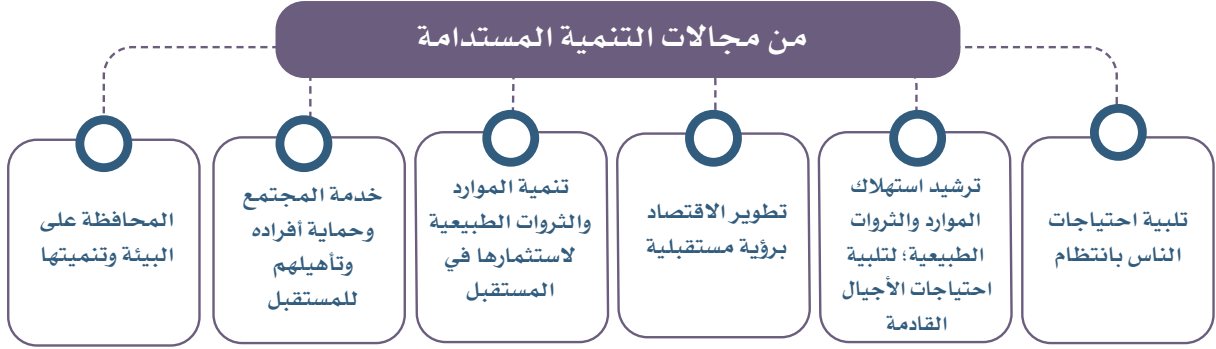 من مجالات التنمية المستدامة
تلبية احتياجات
الناس بانتظام
ترشيد استهلاك
الموارد والثروات
الطبيعية؛ لتلبية
احتياجات الأجيال
القادمة
تطوير الاقتصاد
برؤية مستقبلية
تنمية الموارد
والثروات الطبيعية
لاستثمارها في
المستقبل
خدمة المجتمع
وحماية أفراده
وتأهيلهم
للمستقبل
المحافظة على
البيئة وتنميتها